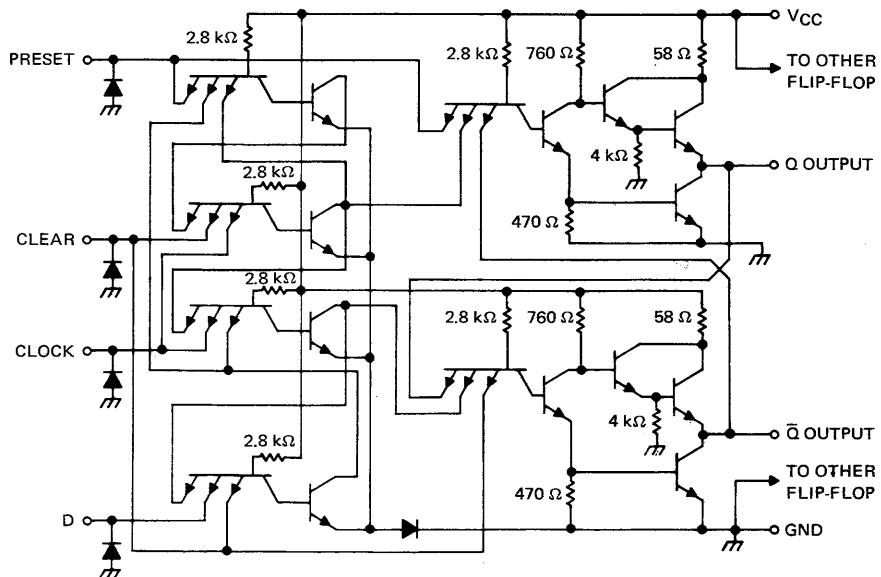 2.8 kΩ
PRESET
2.8 kΩ
760 Ω
58 Ω
VCC
TO OTHER
FLIP-FLOP
4 kΩ
Q OUTPUT
2.8 kΩ
470 Ω
CLEAR
2.8 kΩ
2.8 kΩ
760 Ω
58 Ω
CLOCK
4 kΩ
Q̅ OUTPUT
2.8 kΩ
470 Ω
TO OTHER
FLIP-FLOP
D
GND